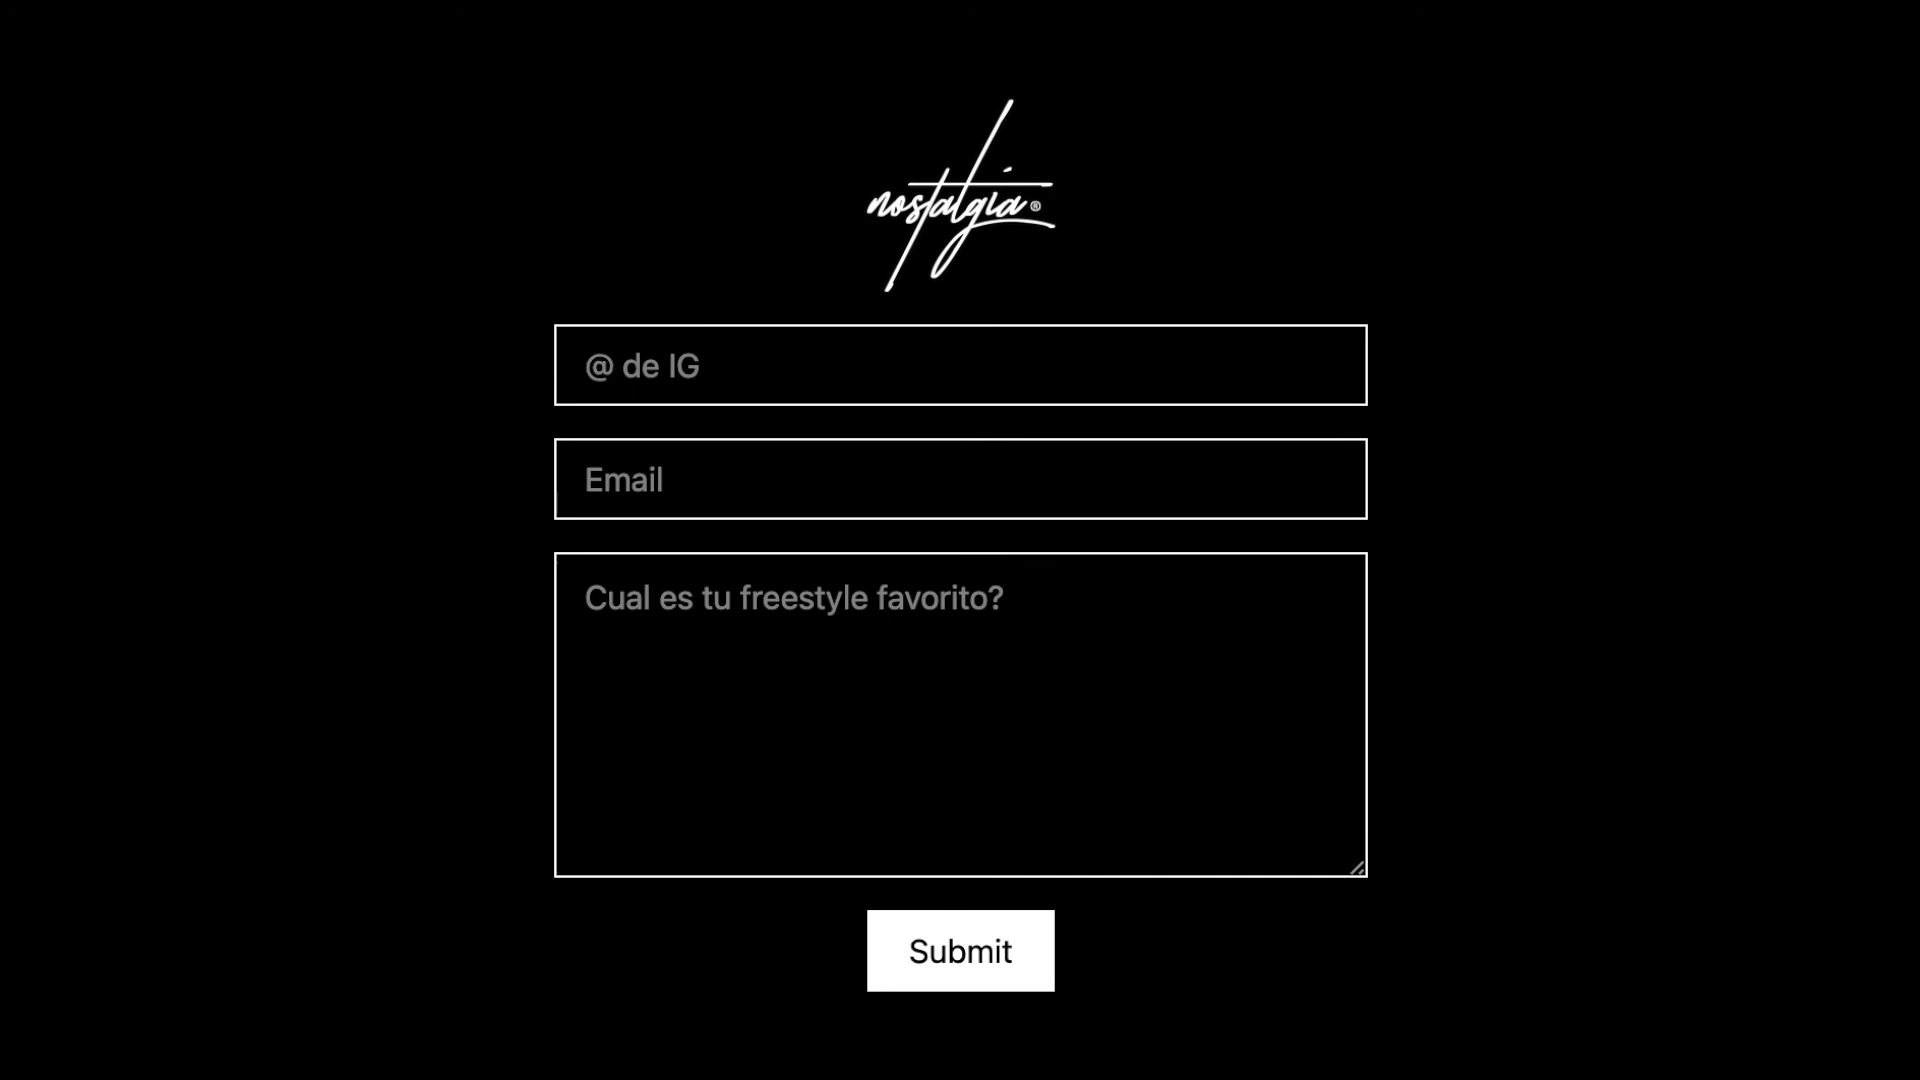 nostalgia®
@ de IG
Email
Cual es tu freestyle favorito?
Submit